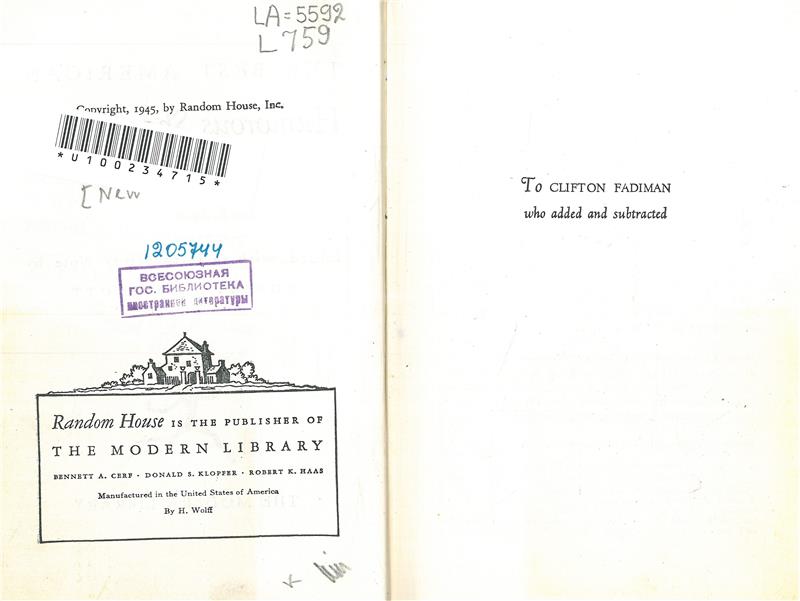 LA=5592
L759
Copyright, 1945, by Random House, Inc.
*U100234715*
[New
1205744
ВСЕСОЮЗНАЯ
ГОС. БИБЛИОТЕКА
иностранной литературы
Random House IS THE PUBLISHER OF
THE MODERN LIBRARY
BENNETT A. CERF · DONALD S. KLOPFER · ROBERT K. HAAS
Manufactured in the United States of America
By H. Wolff
To CLIFTON FADIMAN
who added and subtracted